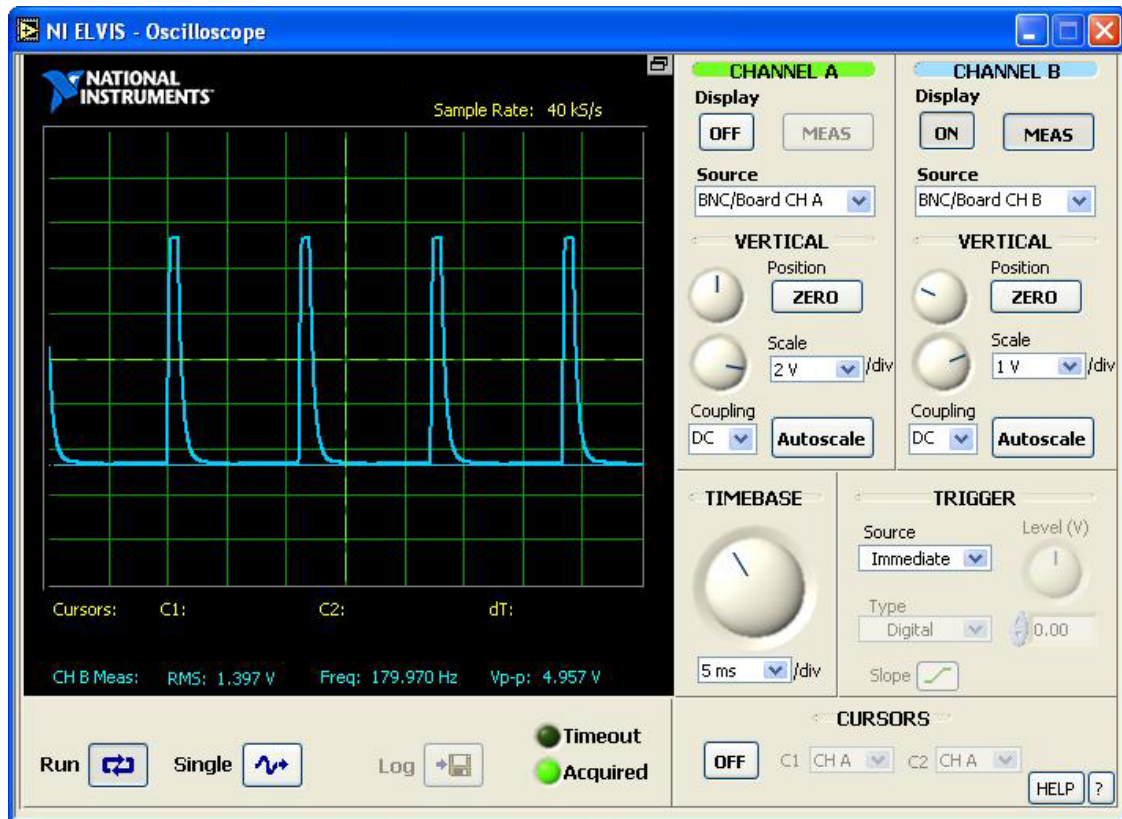 NI ELVIS - Oscilloscope
NATIONAL
INSTRUMENTS™
Sample Rate: 40 kS/s
Cursors: C1: C2: dT:
CH B Meas: RMS: 1.397 V Freq: 179.970 Hz Vp-p: 4.957 V
CHANNEL A
Display
OFF MEAS
Source
BNC/Board CH A
VERTICAL
Position
ZERO
Scale
2 V /div
Coupling
DC Autoscale
CHANNEL B
Display
ON MEAS
Source
BNC/Board CH B
VERTICAL
Position
ZERO
Scale
1 V /div
Coupling
DC Autoscale
TIMEBASE
5 ms /div
TRIGGER
Source Level (V)
Immediate
Type
Digital 0.00
Slope
Run Single Log
Timeout
Acquired
CURSORS
OFF C1 CH A C2 CH A
HELP ?